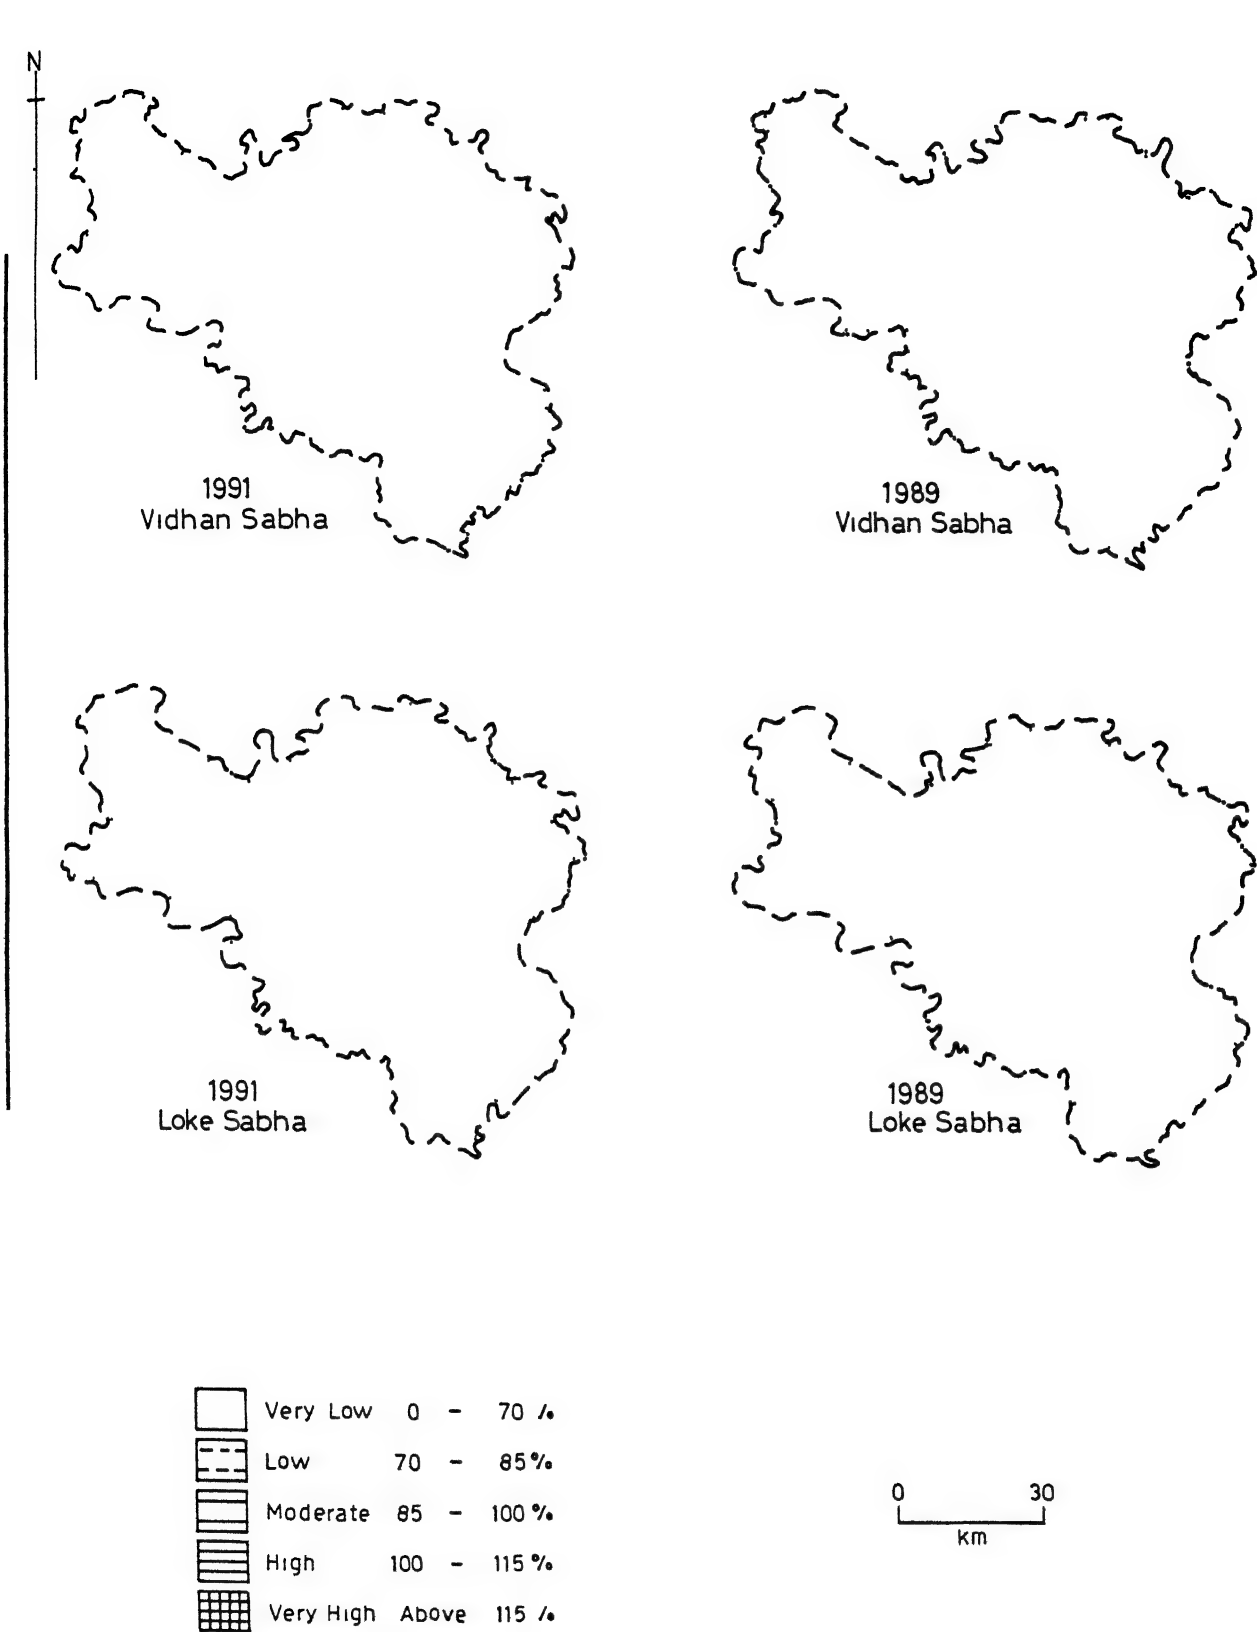 N
1991
Vidhan Sabha
1989
Vidhan Sabha
1991
Loke Sabha
1989
Loke Sabha
Very Low 0 - 70 %
Low 70 - 85%
Moderate 85 - 100 %
High 100 - 115 %
Very High Above 115 %
0 30
km